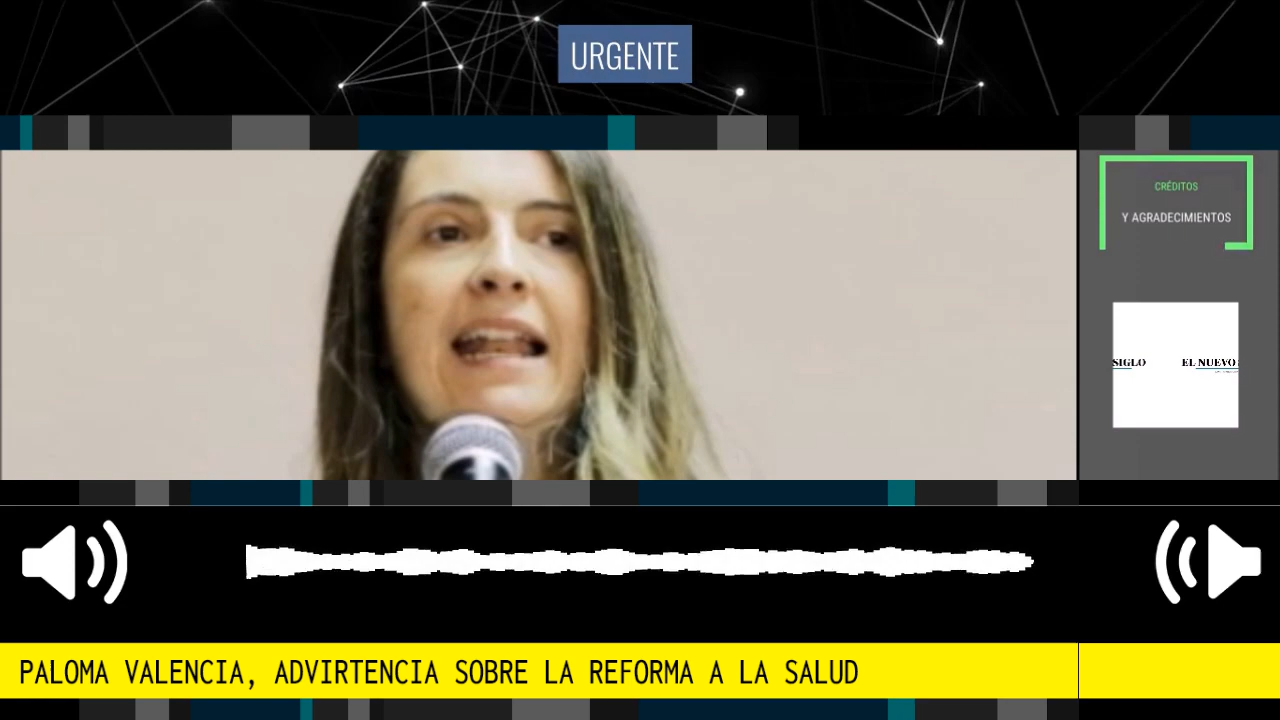 URGENTE
CRÉDITOS
Y AGRADECIMIENTOS
SIGLO EL NUEVO
PALOMA VALENCIA, ADVIRTENCIA SOBRE LA REFORMA A LA SALUD